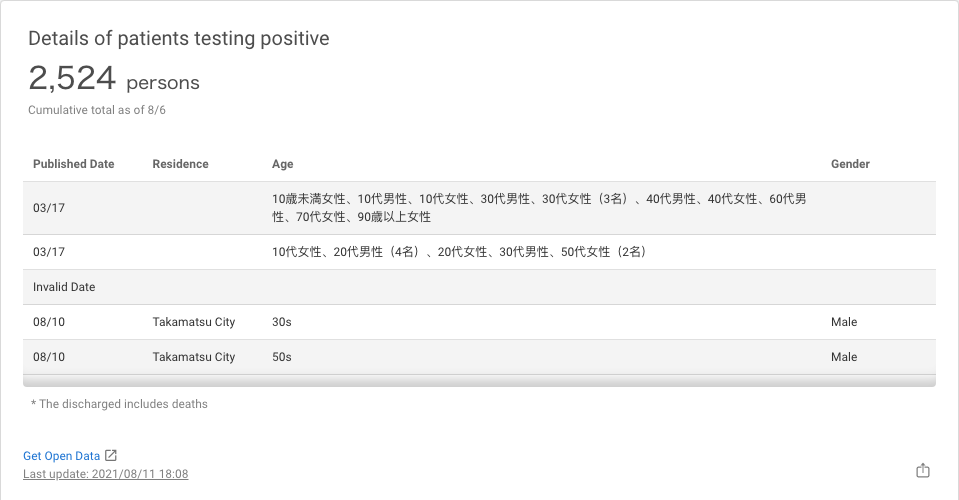 Details of patients testing positive
2,524 persons
Cumulative total as of 8/6
Published Date Residence Age Gender
03/17 10歳未満女性、10代男性、10代女性、30代男性、30代女性（3名）、40代男性、40代女性、60代男
性、70代女性、90歳以上女性
03/17 10代女性、20代男性（4名）、20代女性、30代男性、50代女性（2名）
Invalid Date
08/10 Takamatsu City 30s Male
08/10 Takamatsu City 50s Male
* The discharged includes deaths
Get Open Data
Last update: 2021/08/11 18:08